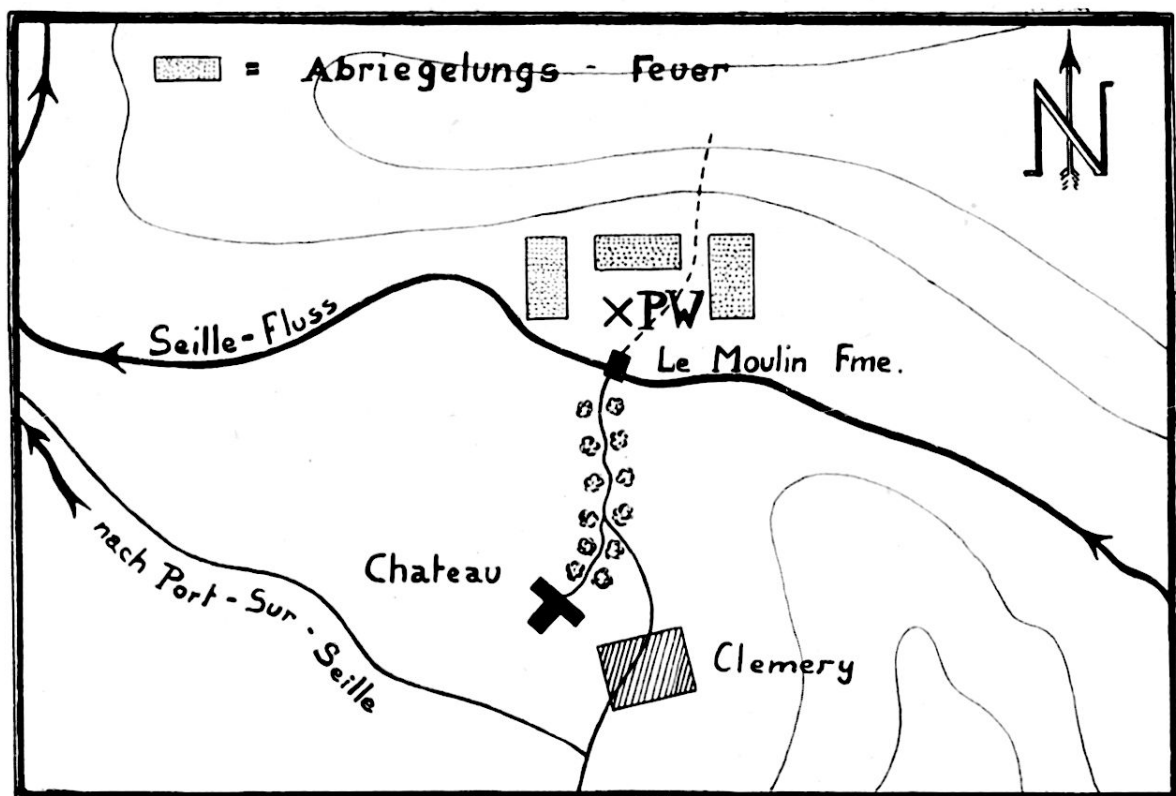 = Abriegelungs - Feuer
N
PW
Seille-Fluss
Le Moulin Fme.
nach Port-Sur-Seille
Chateau
Clemery